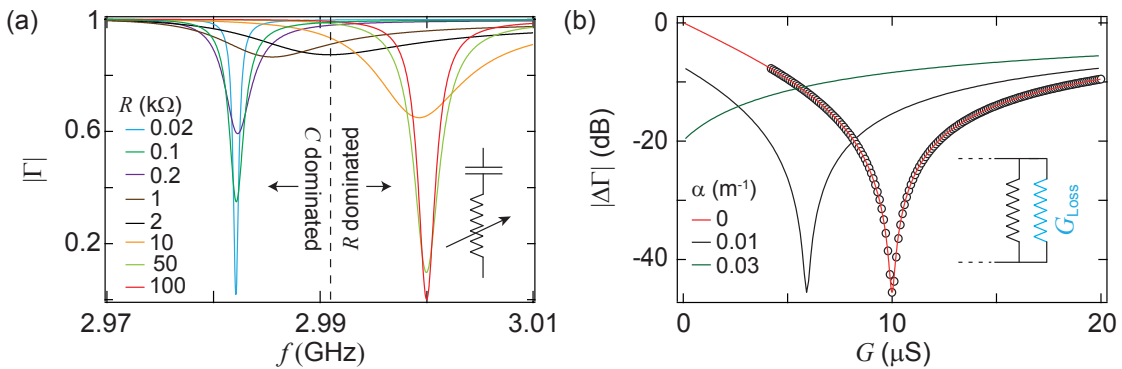 (a)
1
0.6
0.2
|Γ|
R (kΩ)
0.02
0.1
0.2
1
2
10
50
100
C dominated
R dominated
2.97
2.99
3.01
f (GHz)
(b)
0
-20
-40
|ΔΓ| (dB)
α (m⁻¹)
0
0.01
0.03
G_Loss
0
10
20
G (μS)